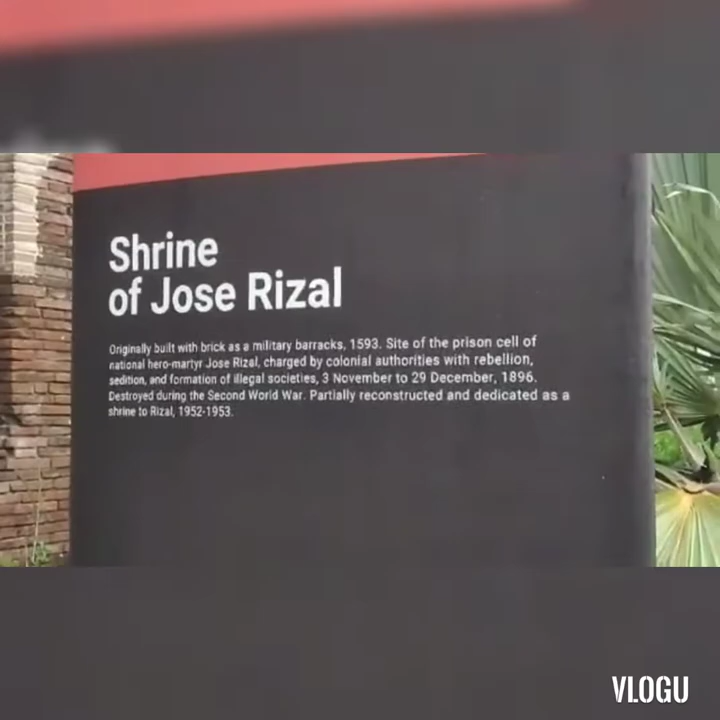 Shrine
of Jose Rizal
Originally built with brick as a military barracks, 1593. Site of the prison cell of
national hero-martyr Jose Rizal, charged by colonial authorities with rebellion,
sedition, and formation of illegal societies, 3 November to 29 December, 1896.
Destroyed during the Second World War. Partially reconstructed and dedicated as a
shrine to Rizal, 1952-1953.
VLOGU